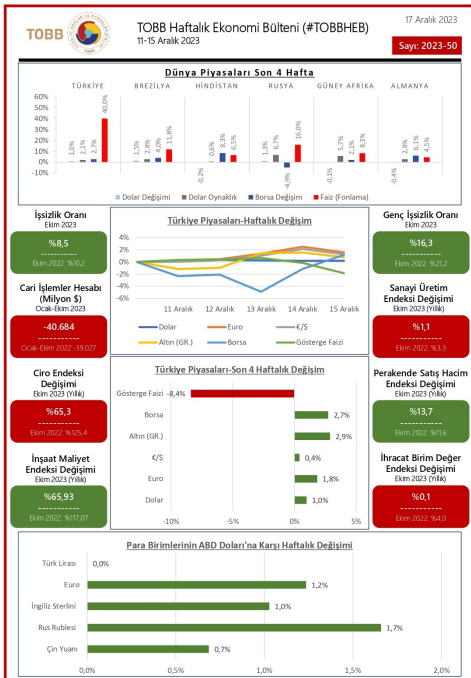 TOBB
TOBB Haftalık Ekonomi Bülteni (#TOBBHEB)
11-15 Aralık 2023
17 Aralık 2023
Sayı: 2023-50
Dünya Piyasaları Son 4 Hafta
TÜRKİYE BREZİLYA HİNDİSTAN RUSYA GÜNEY AFRİKA ALMANYA
60%
50%
40%
30%
20%
10%
0%
-10%
1,0% 2,1% 2,7% 40,0%
1,5% 2,8% 4,0% 11,8%
-0,2% 0,6% 8,3% 6,5%
1,3% 6,7% -4,9% 16,0%
-0,1% 5,7% 2,1% 8,3%
-0,4% 2,8% 6,1% 4,5%
Dolar Değişimi Dolar Oynaklık Borsa Değişim Faiz (Fonlama)
İşsizlik Oranı
Ekim 2023
%8,5
-----------
Ekim 2022: %10,2
Cari İşlemler Hesabı
(Milyon $)
Ocak-Ekim 2023
-40.684
-----------
Ocak-Ekim 2022 -39.027
Ciro Endeksi
Değişimi
Ekim 2023 (Yıllık)
%65,3
-----------
Ekim 2022: %125,4
İnşaat Maliyet
Endeksi Değişimi
Ekim 2023 (Yıllık)
%65,93
-----------
Ekim 2022: %117,07
Türkiye Piyasaları-Haftalık Değişim
4%
2%
0%
-2%
-4%
-6%
11 Aralık 12 Aralık 13 Aralık 14 Aralık 15 Aralık
Dolar Euro €/$
Altın (GR.) Borsa Gösterge Faizi
Türkiye Piyasaları-Son 4 Haftalık Değişim
Gösterge Faizi -8,4%
Borsa 2,7%
Altın (GR.) 2,9%
€/$ 0,4%
Euro 1,8%
Dolar 1,0%
-10% -5% 0% 5%
Genç İşsizlik Oranı
Ekim 2023
%16,3
-----------
Ekim 2022: %21,2
Sanayi Üretim
Endeksi Değişimi
Ekim 2023 (Yıllık)
%1,1
-----------
Ekim 2022: %3,3
Perakende Satış Hacim
Endeksi Değişimi
Ekim 2023 (Yıllık)
%13,7
-----------
Ekim 2022: %11,6
İhracat Birim Değer
Endeksi Değişimi
Ekim 2023 (Yıllık)
%0,1
-----------
Ekim 2022: %4,0
Para Birimlerinin ABD Doları'na Karşı Haftalık Değişimi
Türk Lirası 0,0%
Euro 1,2%
İngiliz Sterlini 1,0%
Rus Rublesi 1,7%
Çin Yuanı 0,7%
0,0% 0,5% 1,0% 1,5% 2,0%